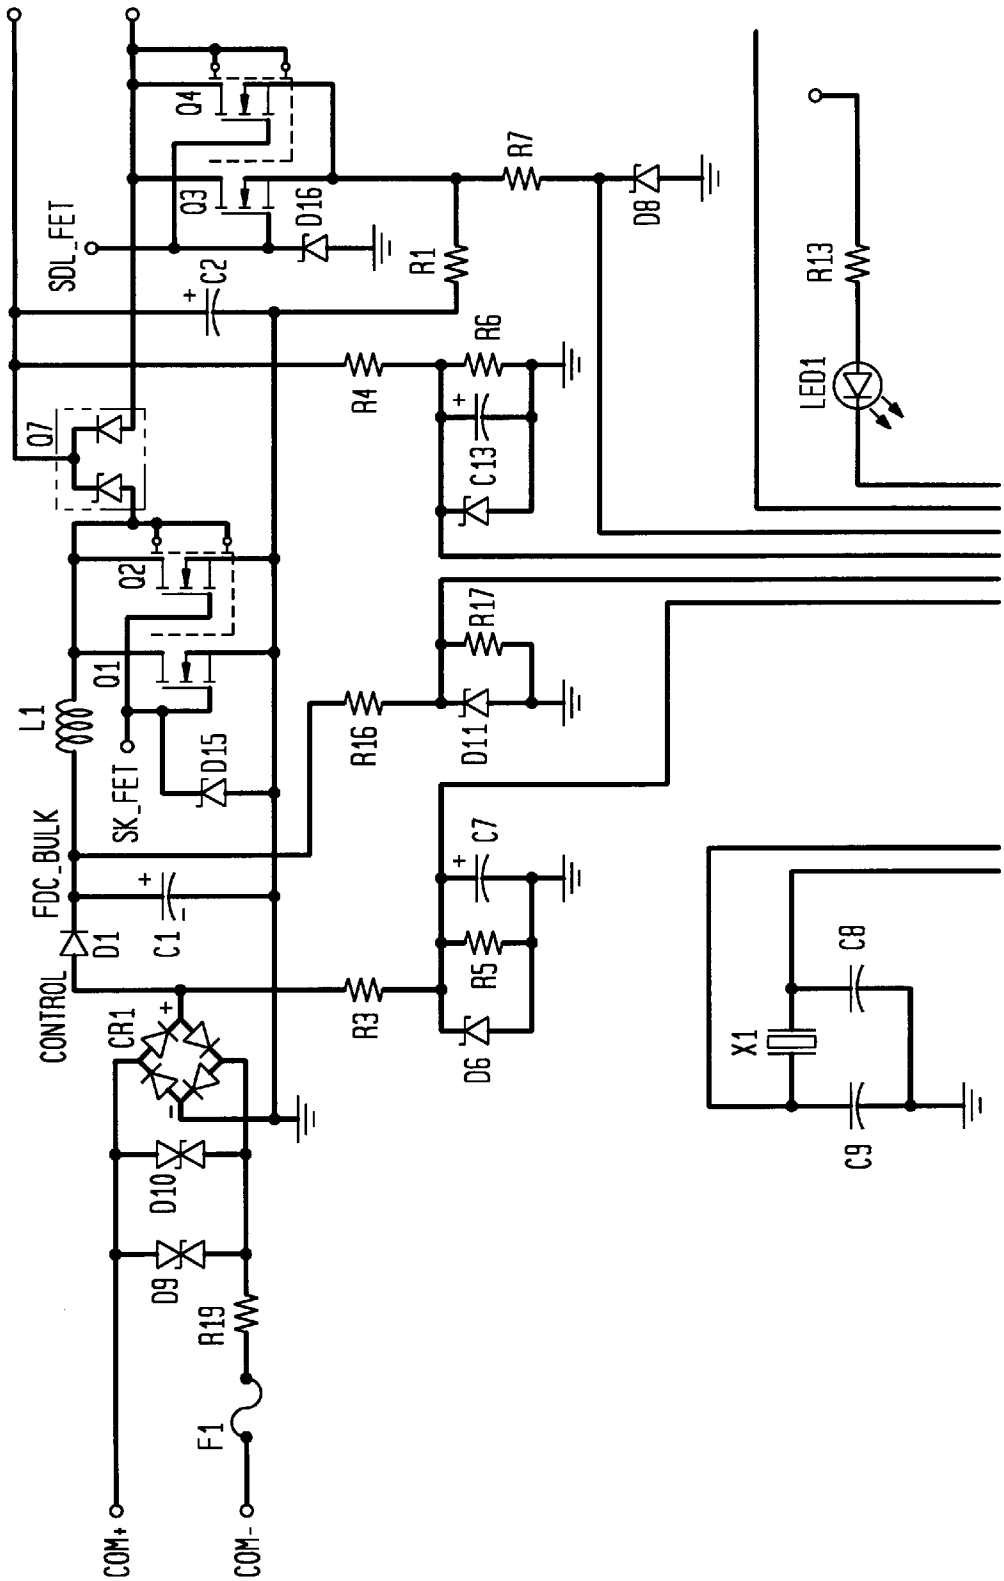 COM+
COM-
F1
R19
D9
D10
CR1
+
-
CONTROL
D1
FDC_BULK
C1
+
-
L1
SK_FET
D15
Q1
Q2
Q7
SDL_FET
C2
+
Q3
Q4
D16
R1
R7
D8
R3
D6
R5
C7
+
R16
D11
R17
R4
C13
+
R6
X1
C9
C8
LED1
R13